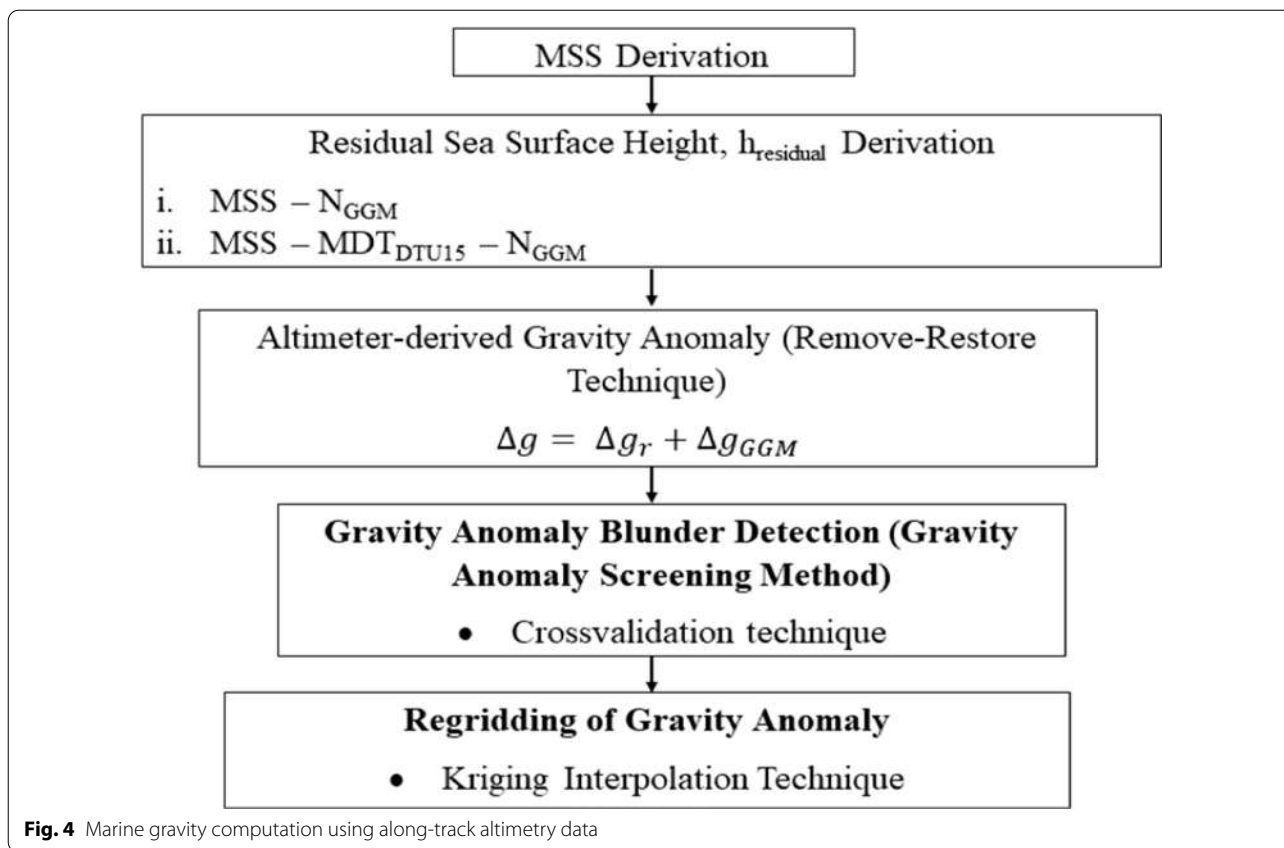 MSS Derivation
Residual Sea Surface Height, h_residual Derivation
i. MSS – N_GGM
ii. MSS – MDT_DTU15 – N_GGM
Altimeter-derived Gravity Anomaly (Remove-Restore
Technique)
Δg = Δg_r + Δg_GGM
Gravity Anomaly Blunder Detection (Gravity
Anomaly Screening Method)
• Crossvalidation technique
Regridding of Gravity Anomaly
• Kriging Interpolation Technique
Fig. 4 Marine gravity computation using along-track altimetry data